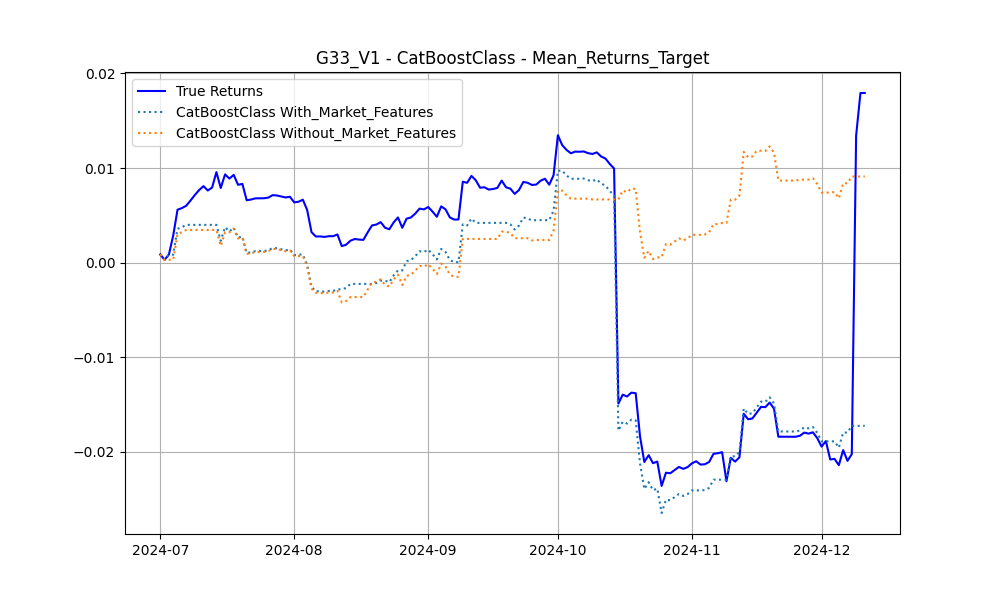 G33_V1 - CatBoostClass - Mean_Returns_Target
True Returns
CatBoostClass With_Market_Features
CatBoostClass Without_Market_Features
0.02
0.01
0.00
−0.01
−0.02
2024-07 2024-08 2024-09 2024-10 2024-11 2024-12